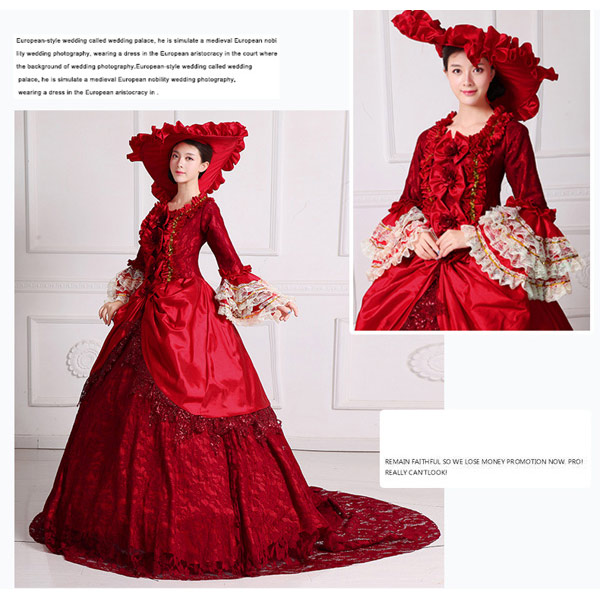 European-style wedding called wedding palace, he is simulate a medieval European nobi
lity wedding photography, wearing a dress in the European aristocracy in the court where
the background of wedding photography.European-style wedding called wedding
palace, he is simulate a medieval European nobility wedding photography,
wearing a dress in the European aristocracy in .
REMAIN FAITHFUL SO WE LOSE MONEY PROMOTION NOW. PRO!
REALLY CAN'TLOOK!